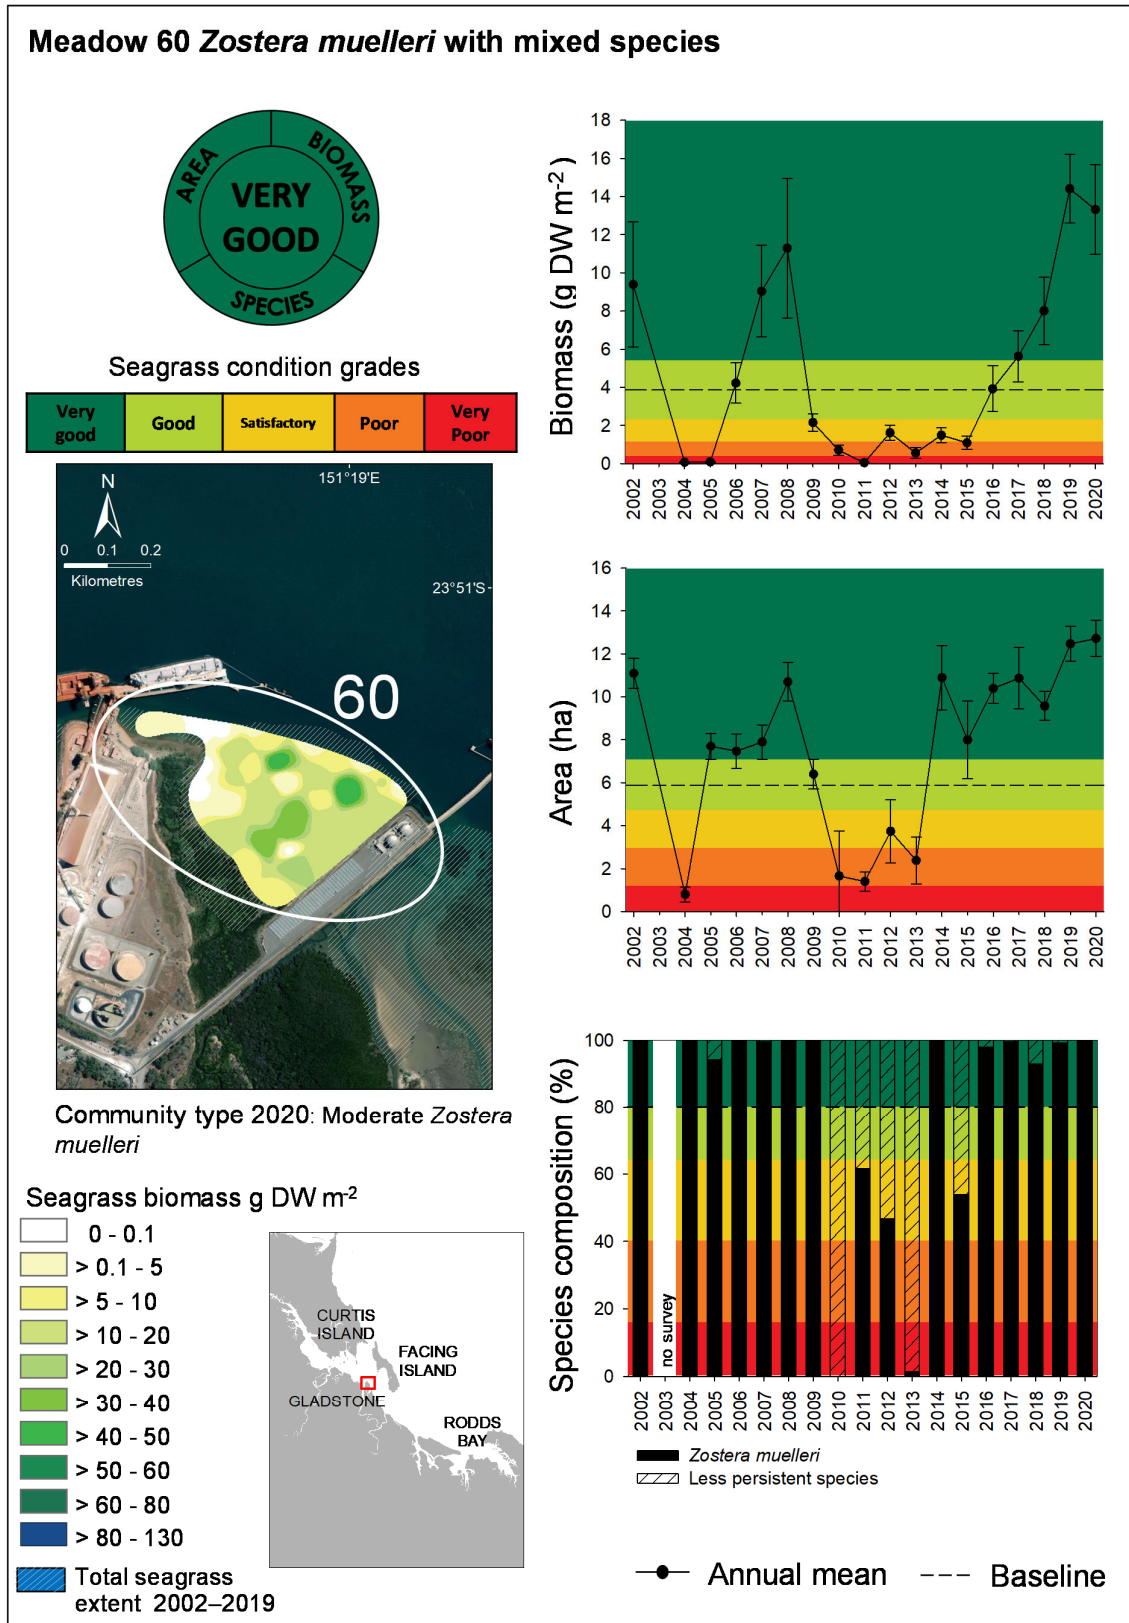 Meadow 60 Zostera muelleri with mixed species
AREA
BIOMASS
SPECIES
VERY
GOOD
Seagrass condition grades
Very
good
Good
Satisfactory
Poor
Very
Poor
151°19'E
N
0 0.1 0.2
Kilometres
23°51'S
60
Community type 2020: Moderate Zostera
muelleri
Seagrass biomass g DW m-2
0 - 0.1
> 0.1 - 5
> 5 - 10
> 10 - 20
> 20 - 30
> 30 - 40
> 40 - 50
> 50 - 60
> 60 - 80
> 80 - 130
Total seagrass
extent 2002–2019
CURTIS
ISLAND
FACING
ISLAND
GLADSTONE
RODDS
BAY
Biomass (g DW m-2)
18
16
14
12
10
8
6
4
2
0
2002 2003 2004 2005 2006 2007 2008 2009 2010 2011 2012 2013 2014 2015 2016 2017 2018 2019 2020
Area (ha)
16
14
12
10
8
6
4
2
0
2002 2003 2004 2005 2006 2007 2008 2009 2010 2011 2012 2013 2014 2015 2016 2017 2018 2019 2020
Species composition (%)
100
80
60
40
20
0
no survey
2002 2003 2004 2005 2006 2007 2008 2009 2010 2011 2012 2013 2014 2015 2016 2017 2018 2019 2020
Zostera muelleri
Less persistent species
Annual mean
Baseline